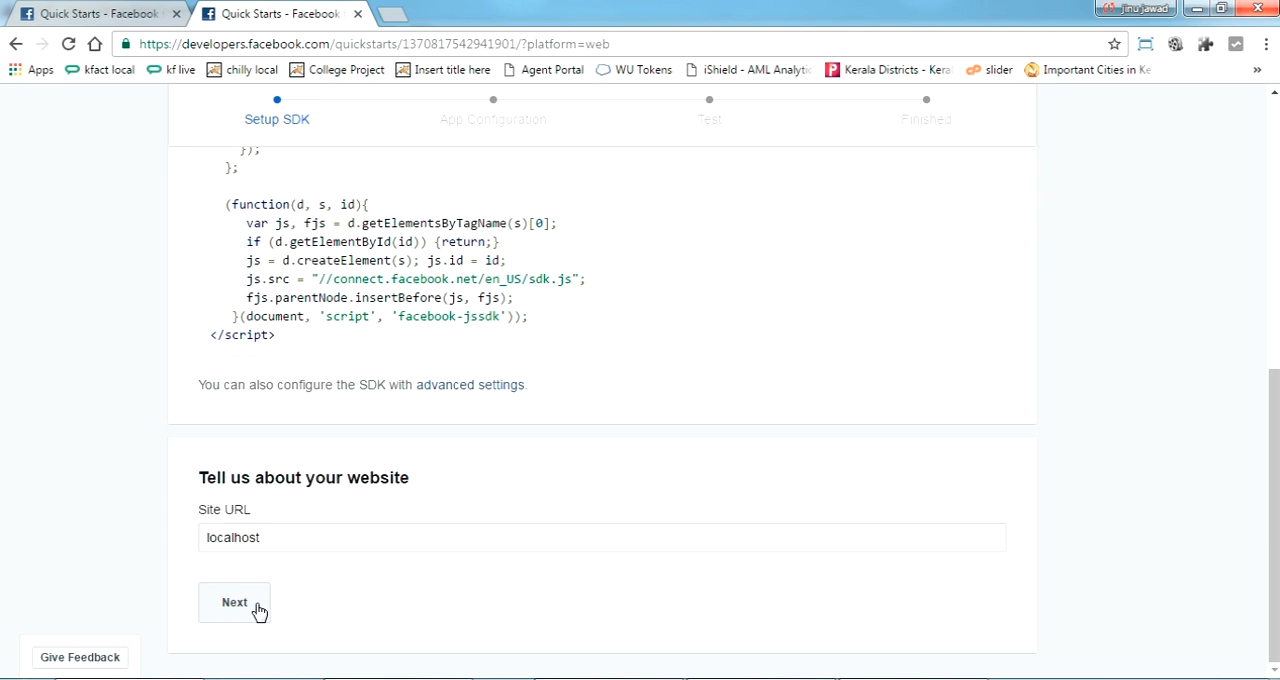 Quick Starts - Facebook
Quick Starts - Facebook
jinu jawad
https://developers.facebook.com/quickstarts/1370817542941901/?platform=web
Apps kfact local kf live chilly local College Project Insert title here Agent Portal WU Tokens iShield - AML Analytic Kerala Districts - Kera slider Important Cities in Ke »
Setup SDK App Configuration Test Finished
});
};
(function(d, s, id){
var js, fjs = d.getElementsByTagName(s)[0];
if (d.getElementById(id)) {return;}
js = d.createElement(s); js.id = id;
js.src = "//connect.facebook.net/en_US/sdk.js";
fjs.parentNode.insertBefore(js, fjs);
}(document, 'script', 'facebook-jssdk'));
</script>
You can also configure the SDK with advanced settings.
Tell us about your website
Site URL
localhost
Next
Give Feedback